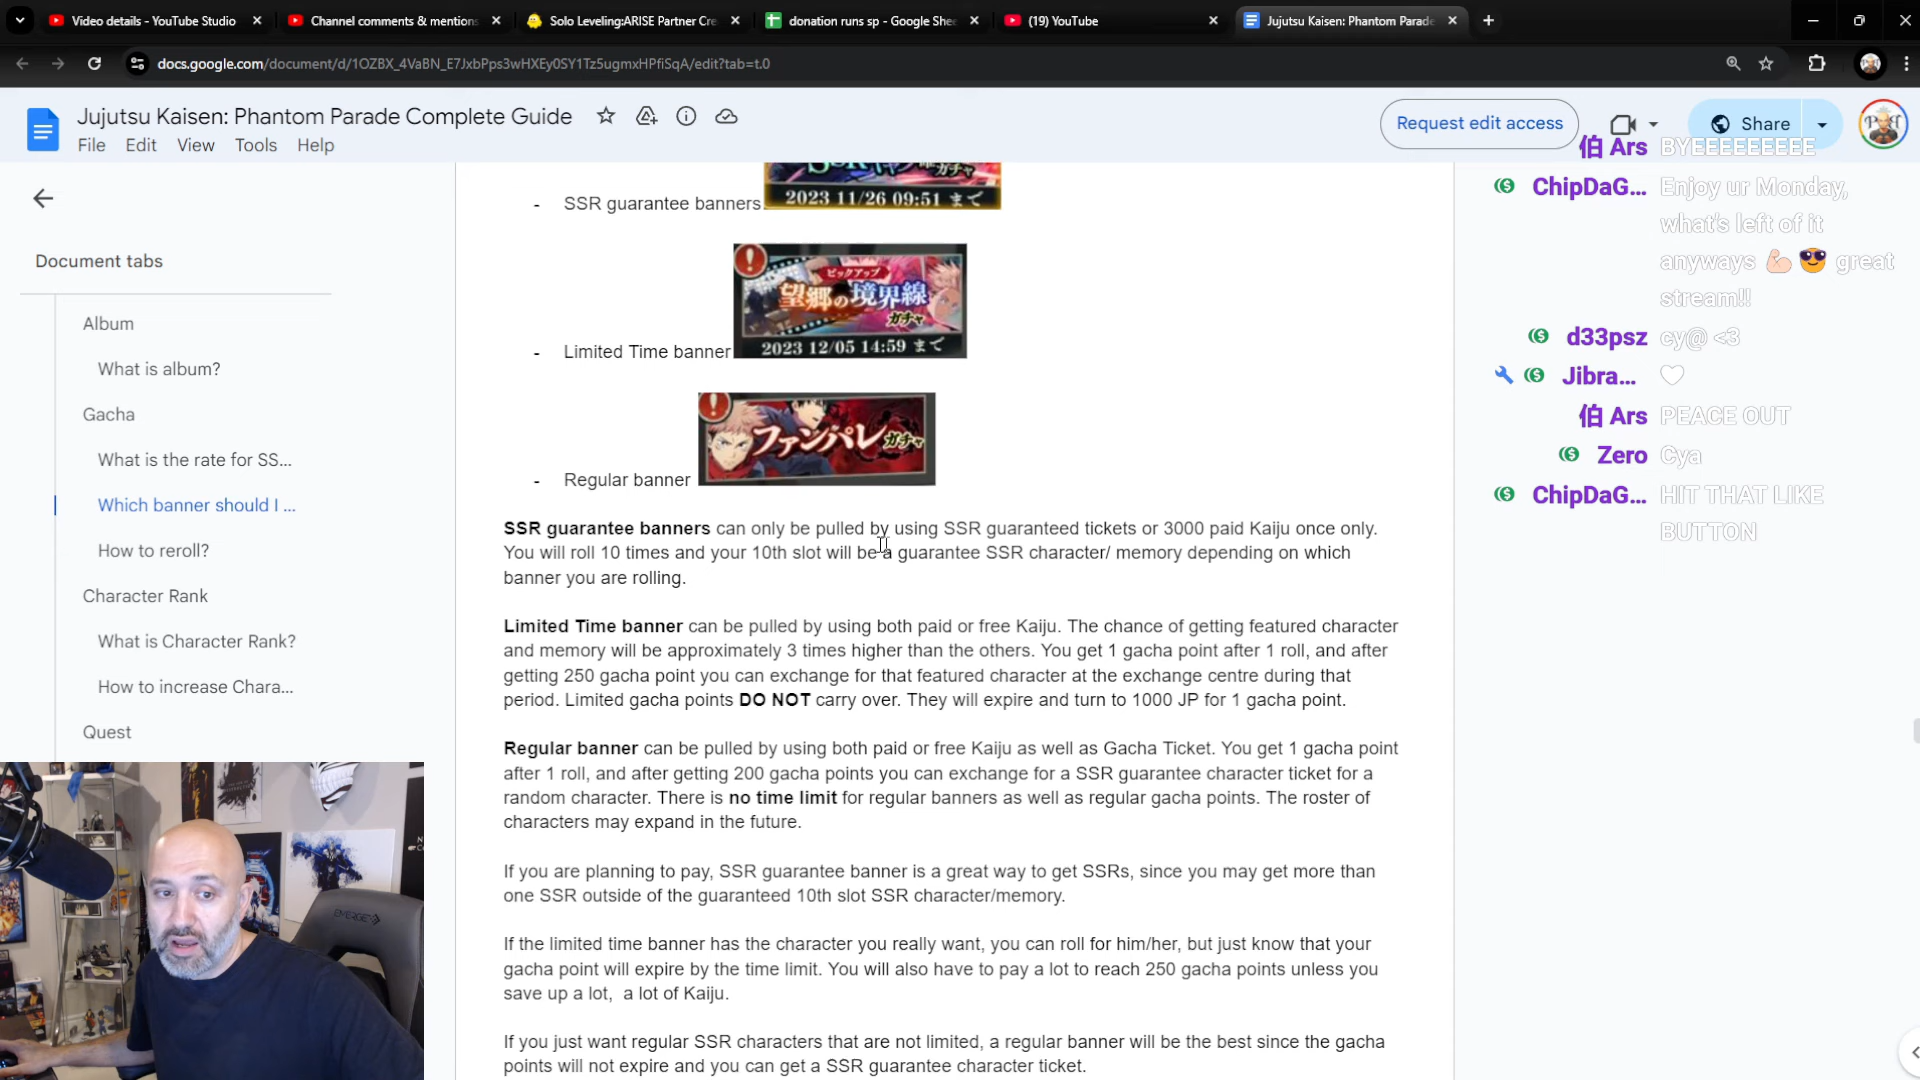 Video details - YouTube Studio
Channel comments & mentions
Solo Leveling:ARISE Partner Cre
donation runs sp - Google Shee
(19) YouTube
Jujutsu Kaisen: Phantom Parade
docs.google.com/document/d/1OZBX_4VaBN_E7JxbPps3wHXEy0SY1Tz5ugmxHPfiSqA/edit?tab=t.0
Jujutsu Kaisen: Phantom Parade Complete Guide
File Edit View Tools Help
Request edit access
Share
Document tabs
Album
What is album?
Gacha
What is the rate for SS...
Which banner should I ...
How to reroll?
Character Rank
What is Character Rank?
How to increase Chara...
Quest
- SSR guarantee banners
2023 11/26 09:51 まで
ピックアップ
望郷の境界線
ガチャ
2023 12/05 14:59 まで
- Limited Time banner
ファンパレ ガチャ
- Regular banner
SSR guarantee banners can only be pulled by using SSR guaranteed tickets or 3000 paid Kaiju once only.
You will roll 10 times and your 10th slot will be a guarantee SSR character/ memory depending on which
banner you are rolling.
Limited Time banner can be pulled by using both paid or free Kaiju. The chance of getting featured character
and memory will be approximately 3 times higher than the others. You get 1 gacha point after 1 roll, and after
getting 250 gacha point you can exchange for that featured character at the exchange centre during that
period. Limited gacha points DO NOT carry over. They will expire and turn to 1000 JP for 1 gacha point.
Regular banner can be pulled by using both paid or free Kaiju as well as Gacha Ticket. You get 1 gacha point
after 1 roll, and after getting 200 gacha points you can exchange for a SSR guarantee character ticket for a
random character. There is no time limit for regular banners as well as regular gacha points. The roster of
characters may expand in the future.
If you are planning to pay, SSR guarantee banner is a great way to get SSRs, since you may get more than
one SSR outside of the guaranteed 10th slot SSR character/memory.
If the limited time banner has the character you really want, you can roll for him/her, but just know that your
gacha point will expire by the time limit. You will also have to pay a lot to reach 250 gacha points unless you
save up a lot, a lot of Kaiju.
If you just want regular SSR characters that are not limited, a regular banner will be the best since the gacha
points will not expire and you can get a SSR guarantee character ticket.
伯 Ars BYEEEEEEEEE
ChipDaG... Enjoy ur Monday,
what's left of it
anyways 💪🏻 😎 great
stream!!
d33psz cy@ <3
Jibra... ♡
伯 Ars PEACE OUT
Zero Cya
ChipDaG... HIT THAT LIKE
BUTTON